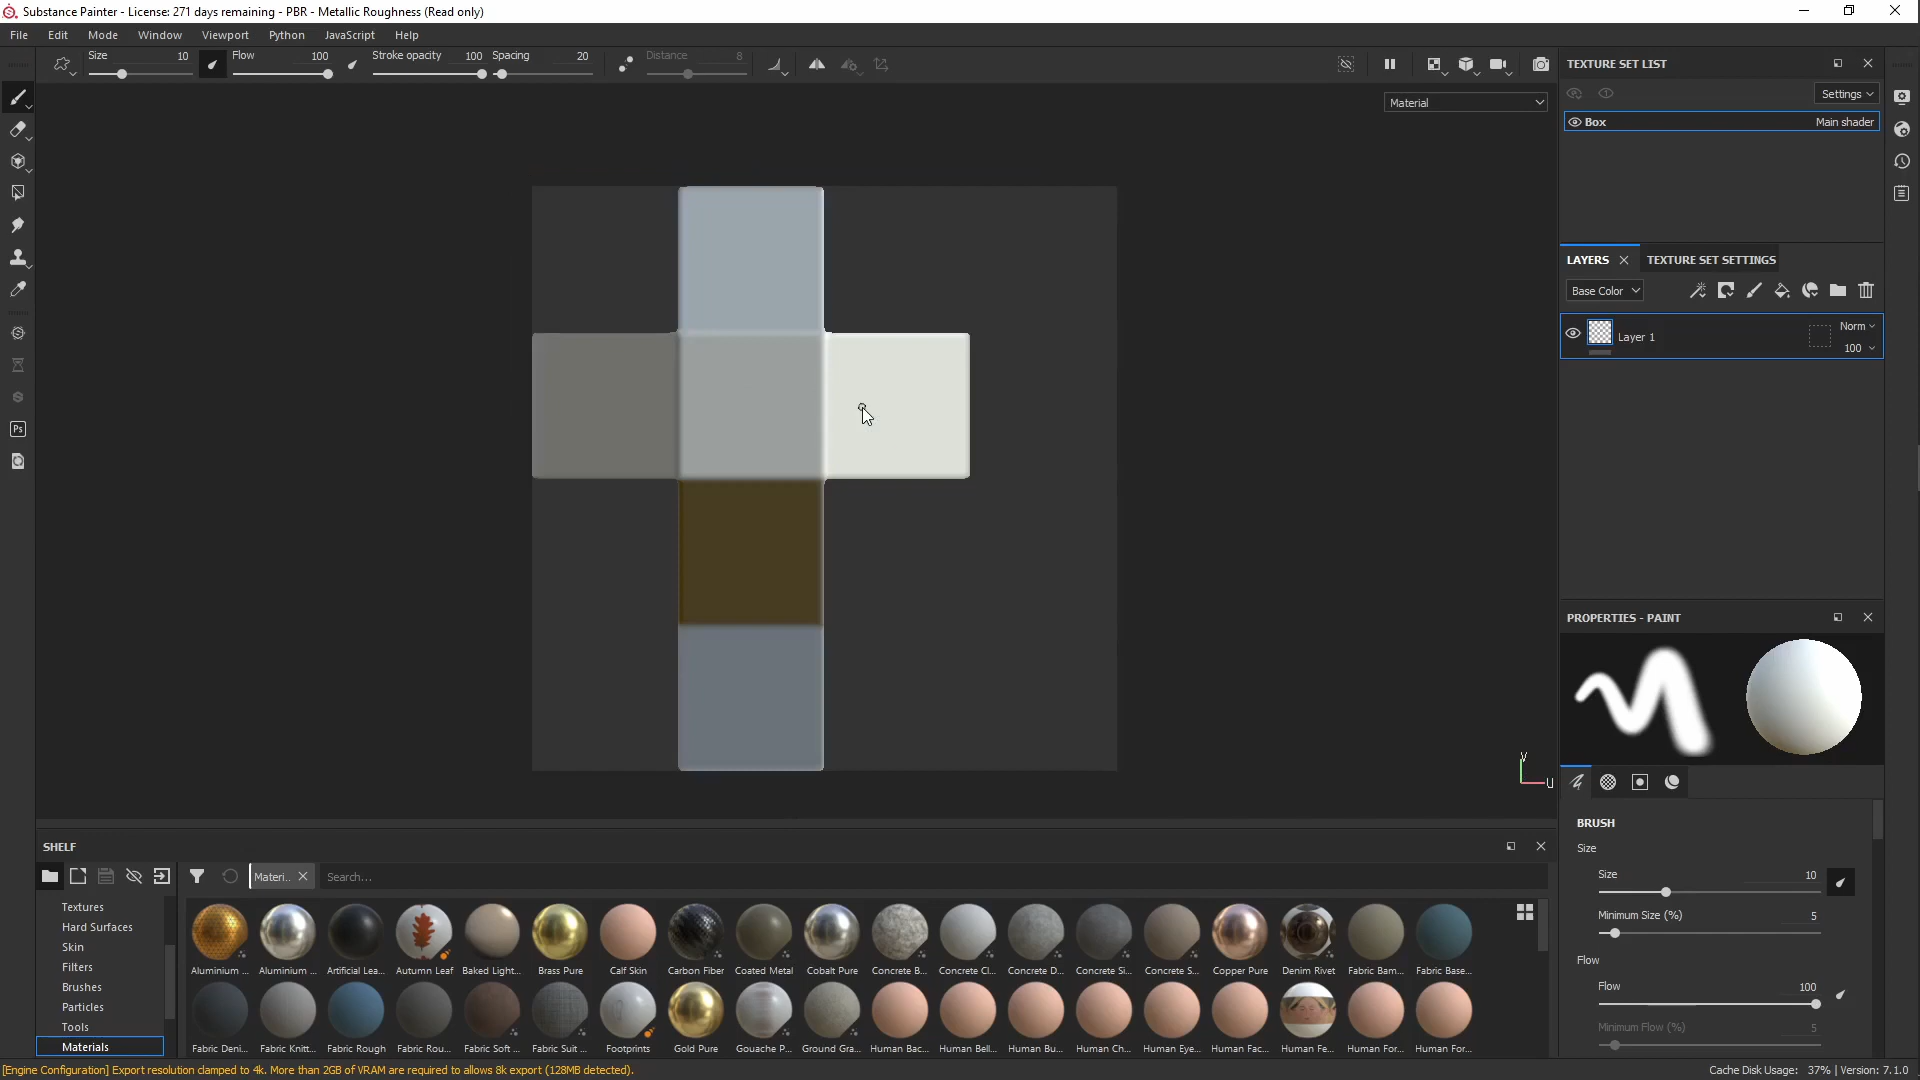 Substance Painter - License: 271 days remaining - PBR - Metallic Roughness (Read only)
File Edit Mode Window Viewport Python JavaScript Help
Size 10 Flow 100 Stroke opacity 100 Spacing 20 Distance 8
Material
TEXTURE SET LIST
Settings
Box Main shader
LAYERS TEXTURE SET SETTINGS
Base Color
Layer 1 Norm
100
Ps
PROPERTIES - PAINT
V
U
BRUSH
Size
Size 10
Minimum Size (%) 5
Flow
Flow 100
Minimum Flow (%) 5
SHELF
Materi.. Search...
Textures
Hard Surfaces
Skin
Filters
Brushes
Particles
Tools
Materials
Aluminium ... Aluminium ... Artificial Lea... Autumn Leaf Baked Light... Brass Pure Calf Skin Carbon Fiber Coated Metal Cobalt Pure Concrete B... Concrete Cl... Concrete D... Concrete Si... Concrete S... Copper Pure Denim Rivet Fabric Bam... Fabric Base...
Fabric Deni... Fabric Knitt... Fabric Rough Fabric Rou... Fabric Soft ... Fabric Suit ... Footprints Gold Pure Gouache P... Ground Gra... Human Bac... Human Bell... Human Bu... Human Ch... Human Eye... Human Fac... Human Fe... Human For... Human For...
[Engine Configuration] Export resolution clamped to 4k. More than 2GB of VRAM are required to allows 8k export (128MB detected). Cache Disk Usage: 37% | Version: 7.1.0